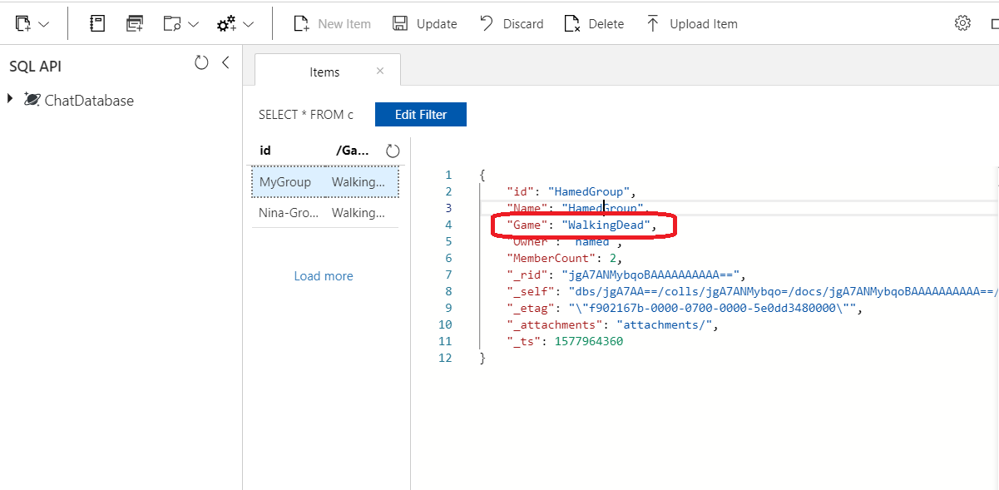 New Item Update Discard Delete Upload Item
SQL API
ChatDatabase
Items
SELECT * FROM c Edit Filter
id /Ga...
MyGroup Walking...
Nina-Gro... Walking...
Load more
1 {
2 "id": "HamedGroup",
3 "Name": "HamedGroup",
4 "Game": "WalkingDead",
5 "Owner": "hamed",
6 "MemberCount": 2,
7 "_rid": "jgA7ANMybqoBAAAAAAAAAA==",
8 "_self": "dbs/jgA7AA==/colls/jgA7ANMybqo=/docs/jgA7ANMybqoBAAAAAAAAAA==/
9 "_etag": "\"f902167b-0000-0700-0000-5e0dd3480000\"",
10 "_attachments": "attachments/",
11 "_ts": 1577964360
12 }